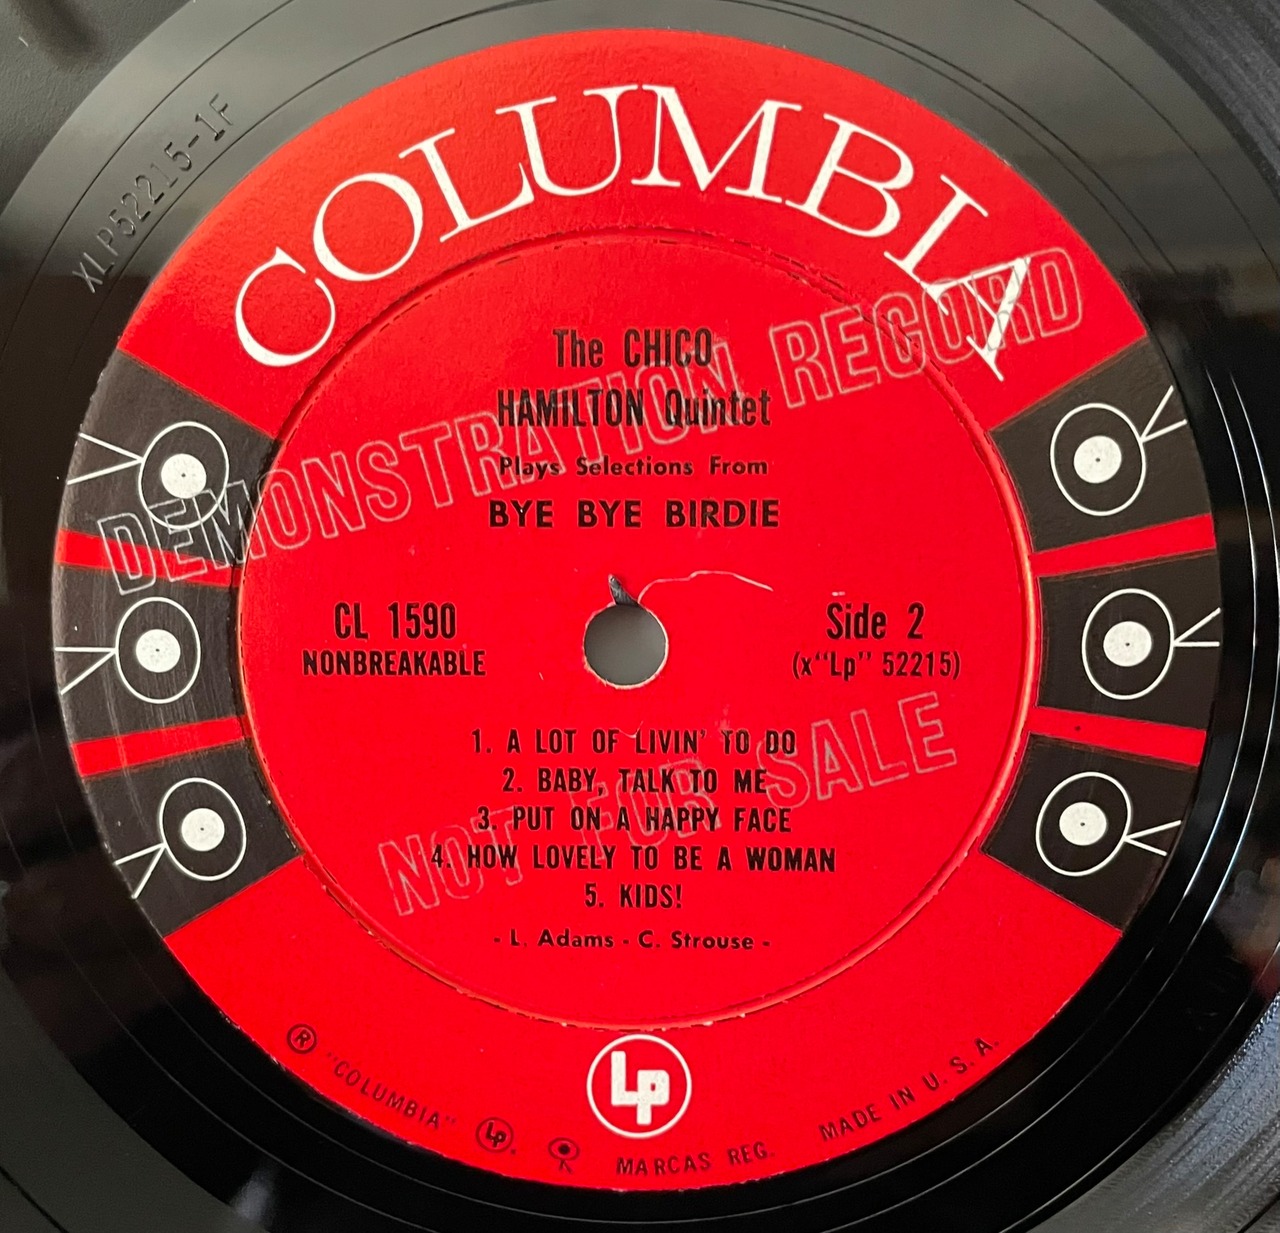 XLP52215-1F
COLUMBIA
DEMONSTRATION RECORD
The CHICO
HAMILTON Quintet
Plays Selections From
BYE BYE BIRDIE
CL 1590
NONBREAKABLE
Side 2
(x"Lp" 52215)
NOT FOR SALE
1. A LOT OF LIVIN' TO DO
2. BABY, TALK TO ME
3. PUT ON A HAPPY FACE
4. HOW LOVELY TO BE A WOMAN
5. KIDS!
- L. Adams - C. Strouse -
Lp
® "COLUMBIA" Lp ® MARCAS REG. MADE IN U. S. A.